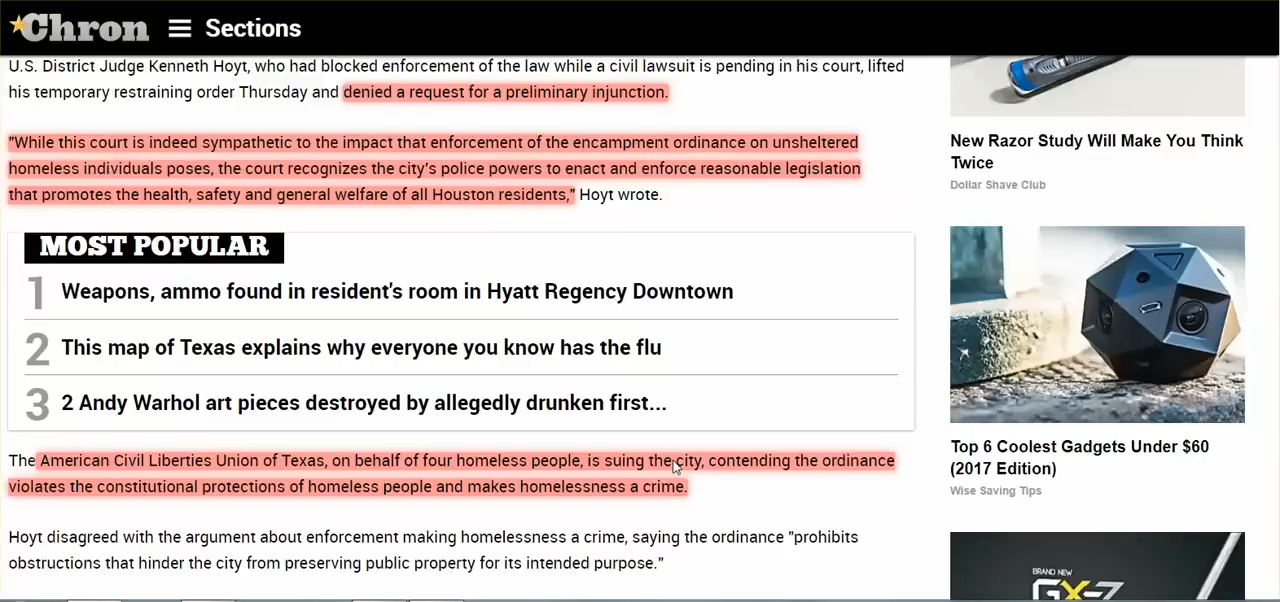 Chron
Sections
U.S. District Judge Kenneth Hoyt, who had blocked enforcement of the law while a civil lawsuit is pending in his court, lifted
his temporary restraining order Thursday and denied a request for a preliminary injunction.
"While this court is indeed sympathetic to the impact that enforcement of the encampment ordinance on unsheltered
homeless individuals poses, the court recognizes the city's police powers to enact and enforce reasonable legislation
that promotes the health, safety and general welfare of all Houston residents," Hoyt wrote.
MOST POPULAR
1 Weapons, ammo found in resident's room in Hyatt Regency Downtown
2 This map of Texas explains why everyone you know has the flu
3 2 Andy Warhol art pieces destroyed by allegedly drunken first...
The American Civil Liberties Union of Texas, on behalf of four homeless people, is suing the city, contending the ordinance
violates the constitutional protections of homeless people and makes homelessness a crime.
Hoyt disagreed with the argument about enforcement making homelessness a crime, saying the ordinance "prohibits
obstructions that hinder the city from preserving public property for its intended purpose."
New Razor Study Will Make You Think
Twice
Dollar Shave Club
Top 6 Coolest Gadgets Under $60
(2017 Edition)
Wise Saving Tips
BRAND NEW
GX-7